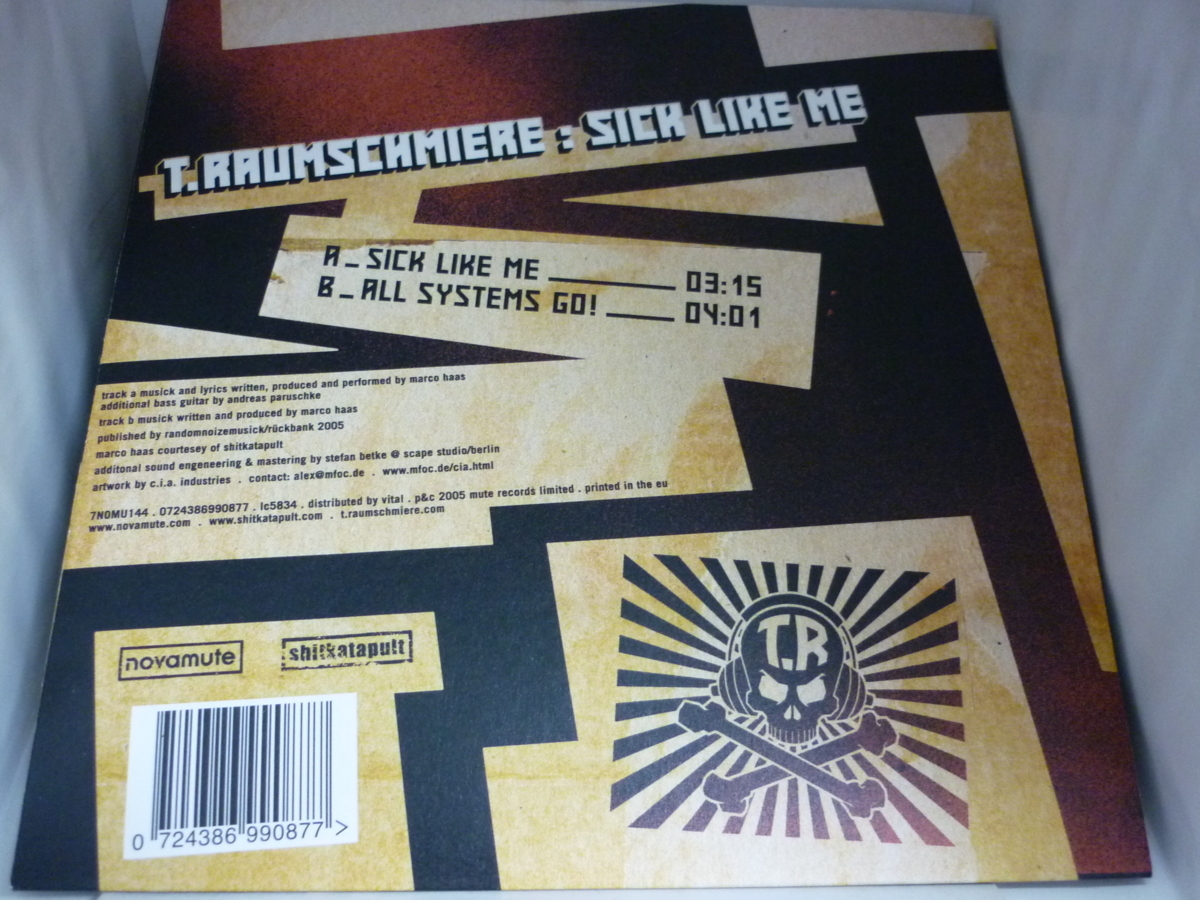 T.RAUMSCHMIERE : SICK LIKE ME
A_SICK LIKE ME ________ 03:15
B_ALL SYSTEMS GO! ____ 04:01
track a musick and lyrics written, produced and performed by marco haas
additional bass guitar by andreas paruschke
track b musick written and produced by marco haas
published by randomnoizemusick/rückbank 2005
marco haas courtesey of shitkatapult
additonal sound engeneering & mastering by stefan betke @ scape studio/berlin
artwork by c.i.a. industries . contact: alex@mfoc.de . www.mfoc.de/cia.html
7NOMU144 . 0724386990877 . lc5834 . distributed by vital . p&c 2005 mute records limited . printed in the eu
www.novamute.com . www.shitkatapult.com . t.raumschmiere.com
novamute
shitkatapult
T.R
0 724386 990877 >